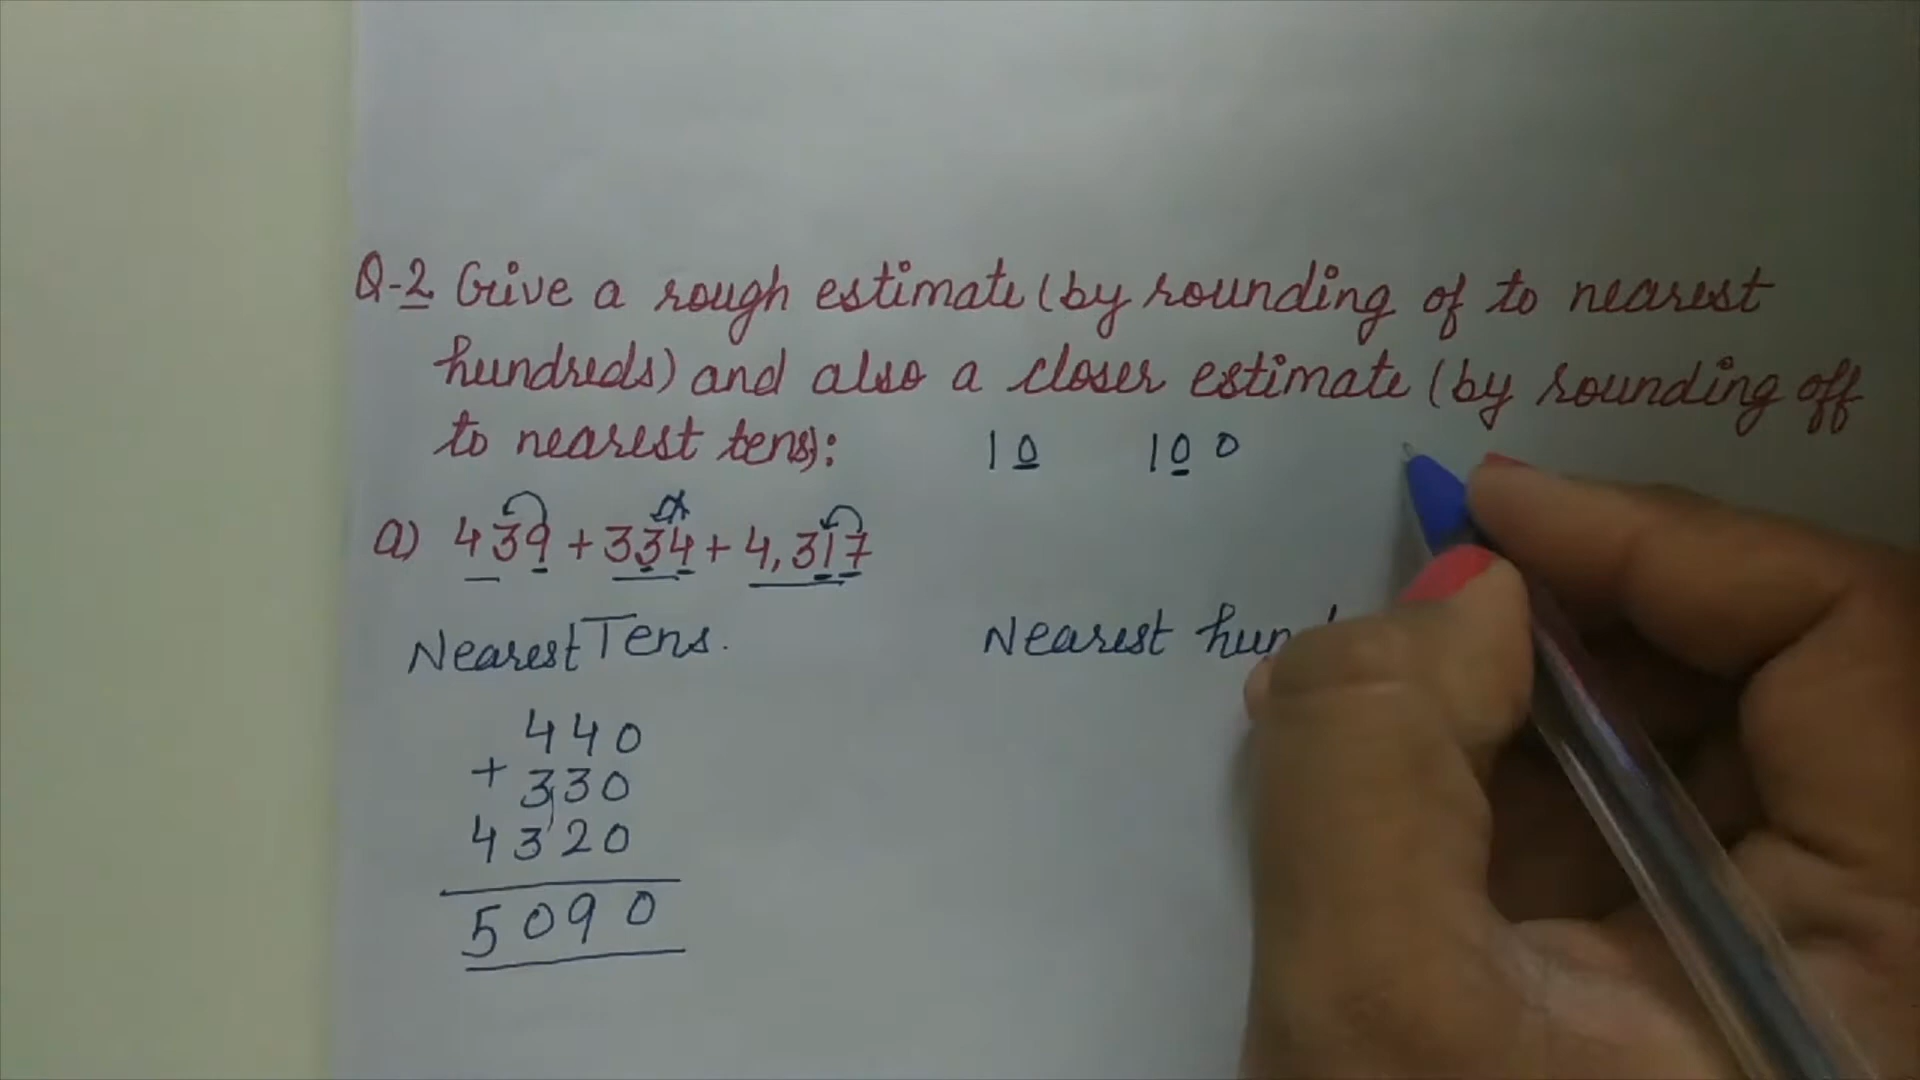 Q-2 Give a rough estimate (by rounding of to nearest
hundreds) and also a closer estimate (by rounding off
to nearest tens): 10 100
a) 439 + 334 + 4,317
Nearest Tens. Nearest
440
+ 330
4320
5090